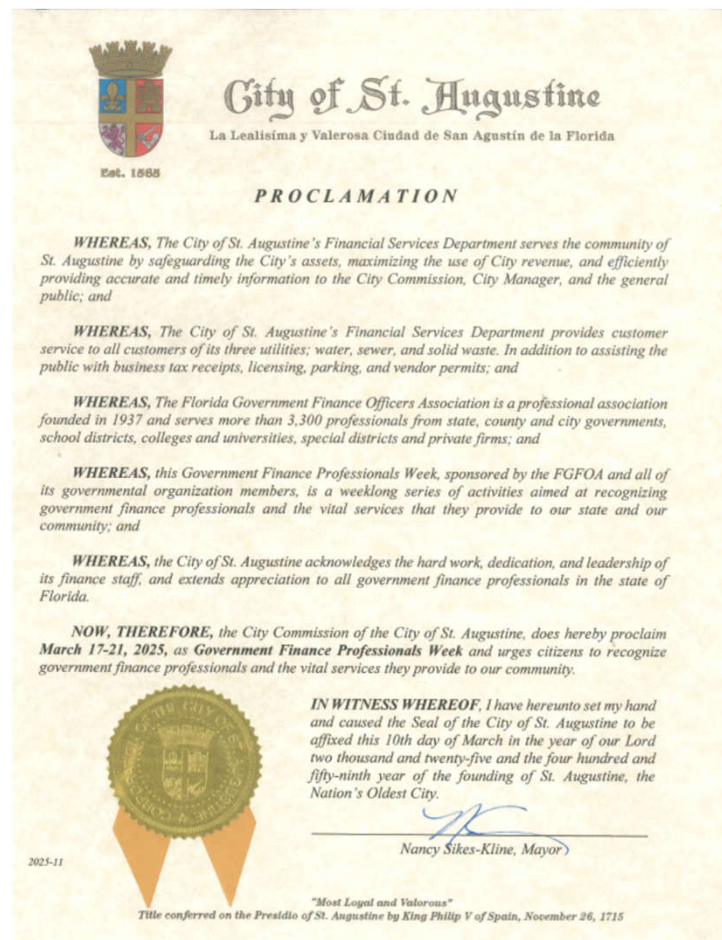 City of St. Augustine
La Lealisima y Valerosa Ciudad de San Agustín de la Florida
Est. 1565
PROCLAMATION
WHEREAS, The City of St. Augustine's Financial Services Department serves the community of
St. Augustine by safeguarding the City's assets, maximizing the use of City revenue, and efficiently
providing accurate and timely information to the City Commission, City Manager, and the general
public; and
WHEREAS, The City of St. Augustine's Financial Services Department provides customer
service to all customers of its three utilities; water, sewer, and solid waste. In addition to assisting the
public with business tax receipts, licensing, parking, and vendor permits; and
WHEREAS, The Florida Government Finance Officers Association is a professional association
founded in 1937 and serves more than 3,300 professionals from state, county and city governments,
school districts, colleges and universities, special districts and private firms; and
WHEREAS, this Government Finance Professionals Week, sponsored by the FGFOA and all of
its governmental organization members, is a weeklong series of activities aimed at recognizing
government finance professionals and the vital services that they provide to our state and our
community; and
WHEREAS, the City of St. Augustine acknowledges the hard work, dedication, and leadership of
its finance staff, and extends appreciation to all government finance professionals in the state of
Florida.
NOW, THEREFORE, the City Commission of the City of St. Augustine, does hereby proclaim
March 17-21, 2025, as Government Finance Professionals Week and urges citizens to recognize
government finance professionals and the vital services they provide to our community.
IN WITNESS WHEREOF, I have hereunto set my hand
and caused the Seal of the City of St. Augustine to be
affixed this 10th day of March in the year of our Lord
two thousand and twenty-five and the four hundred and
fifty-ninth year of the founding of St. Augustine, the
Nation's Oldest City.
Nancy Sikes-Kline, Mayor
2025-11
"Most Loyal and Valorous"
Title conferred on the Presidio of St. Augustine by King Philip V of Spain, November 26, 1715